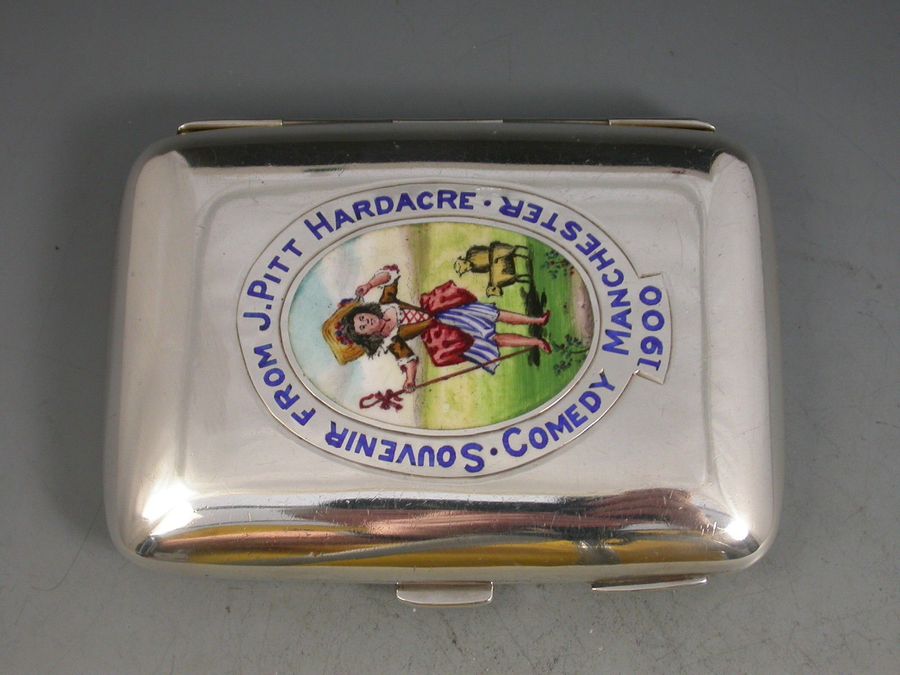 SOUVENIR FROM J. PITT HARDACRE · 
COMEDY MANCHESTER ·
1900